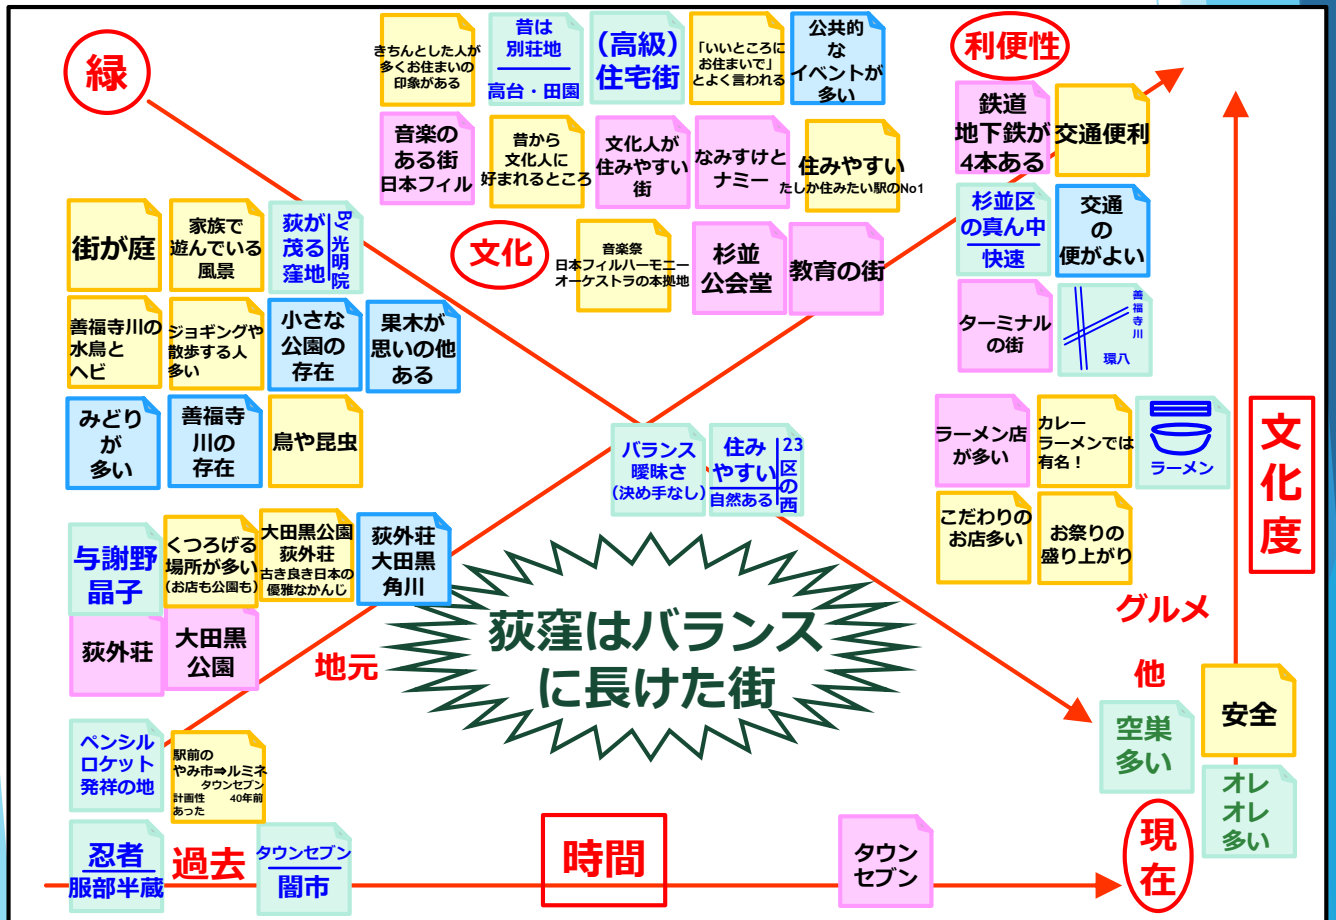 緑
きちんとした人が
多くお住まいの
印象がある
昔は
別荘地
高台・田園
(高級)
住宅街
「いいところに
お住まいで」
とよく言われる
公共的
な
イベントが
多い
利便性
音楽の
ある街
日本フィル
昔から
文化人に
好まれるところ
文化人が
住みやすい
街
なみすけと
ナミー
住みやすい
たしか住みたい駅のNo1
鉄道
地下鉄が
4本ある
交通便利
文化
音楽祭
日本フィルハーモニー
オーケストラの本拠地
杉並
公会堂
教育の街
杉並区
の真ん中
快速
交通
の
便がよい
ターミナル
の街
善福寺川
環八
街が庭
家族で
遊んでいる
風景
荻が
茂る
窪地
By光明院
善福寺川の
水鳥と
ヘビ
ジョギングや
散歩する人
多い
小さな
公園の
存在
果木が
思いの他
ある
みどり
が
多い
善福寺
川の
存在
鳥や昆虫
バランス
曖昧さ
(決め手なし)
住み
やすい
自然ある
23区の西
ラーメン店
が多い
カレー
ラーメンでは
有名！
ラーメン
こだわりの
お店多い
お祭りの
盛り上がり
文化度
与謝野
晶子
くつろげる
場所が多い
(お店も公園も)
大田黒公園
荻外荘
古き良き日本の
優雅なかんじ
荻外荘
大田黒
角川
荻外荘
大田黒
公園
地元
荻窪はバランス
に長けた街
グルメ
他
空巣
多い
安全
オレ
オレ
多い
ペンシル
ロケット
発祥の地
駅前の
やみ市⇒ルミネ
タウンセブン
計画性 40年前
あった
忍者
服部半蔵
過去
タウンセブン
闇市
時間
タウン
セブン
現在